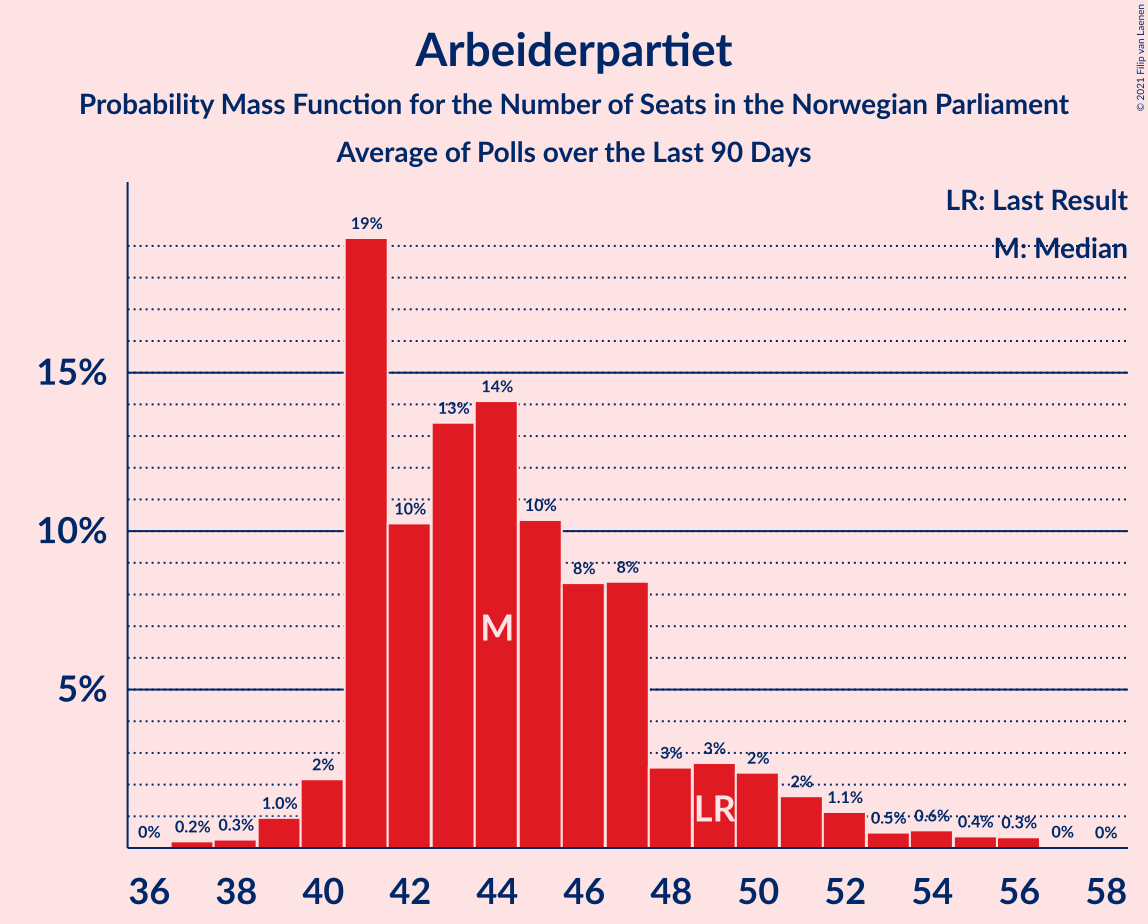 Arbeiderpartiet
Probability Mass Function for the Number of Seats in the Norwegian Parliament
Average of Polls over the Last 90 Days
© 2021 Filip van Laenen
LR: Last Result
M: Median
15%
10%
5%
0% 0.2% 0.3% 1.0% 2% 19% 10% 13% 14% 10% 8% 8% 3% 3% 2% 2% 1.1% 0.5% 0.6% 0.4% 0.3% 0% 0%
M
LR
36 38 40 42 44 46 48 50 52 54 56 58